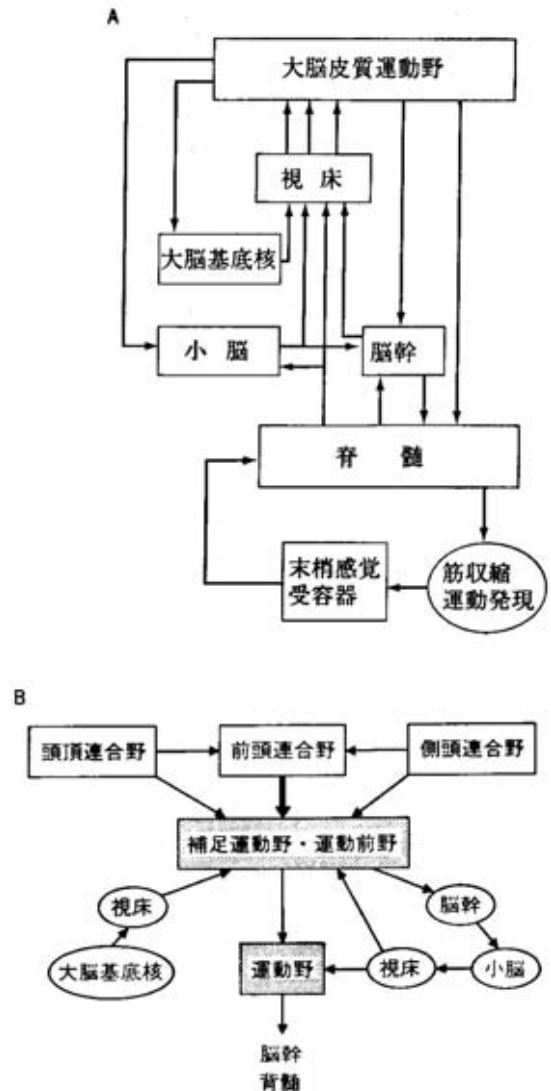 A
大脳皮質運動野
視床
大脳基底核
小脳
脳幹
脊髄
末梢感覚
受容器
筋収縮
運動発現
B
頭頂連合野
前頭連合野
側頭連合野
補足運動野・運動前野
視床
脳幹
大脳基底核
運動野
視床
小脳
脳幹
背髄